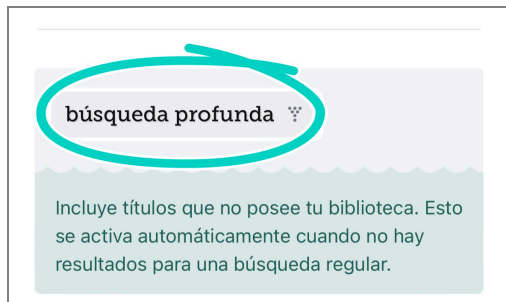 búsqueda profunda
Incluye títulos que no posee tu biblioteca. Esto
se activa automáticamente cuando no hay
resultados para una búsqueda regular.